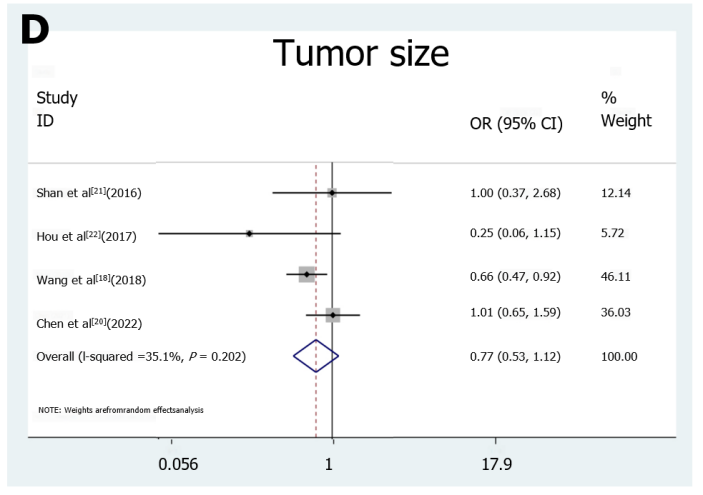 D
Tumor size
Study
ID
OR (95% CI)
%
Weight
Shan et al[21](2016) 1.00 (0.37, 2.68) 12.14
Hou et al[22](2017) 0.25 (0.06, 1.15) 5.72
Wang et al[18](2018) 0.66 (0.47, 0.92) 46.11
Chen et al[20](2022) 1.01 (0.65, 1.59) 36.03
Overall (I-squared =35.1%, P = 0.202) 0.77 (0.53, 1.12) 100.00
NOTE: Weights arefromrandom effectsanalysis
0.056 1 17.9